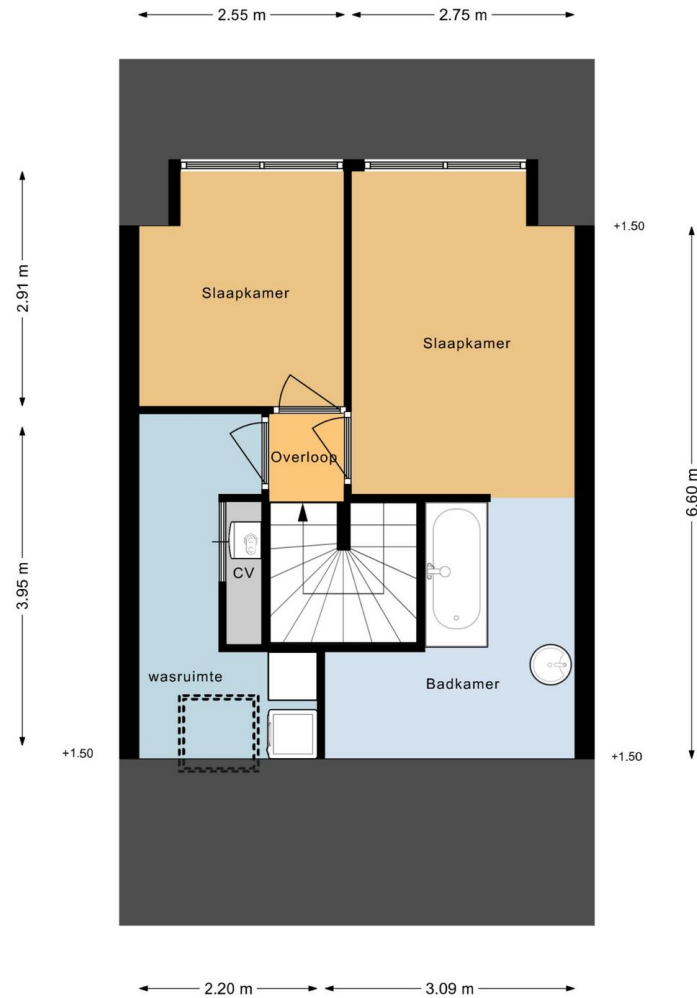 2.55 m
2.75 m
+1.50
2.91 m
Slaapkamer
Slaapkamer
Overloop
6.60 m
3.95 m
CV
wasruimte
Badkamer
+1.50
+1.50
2.20 m
3.09 m